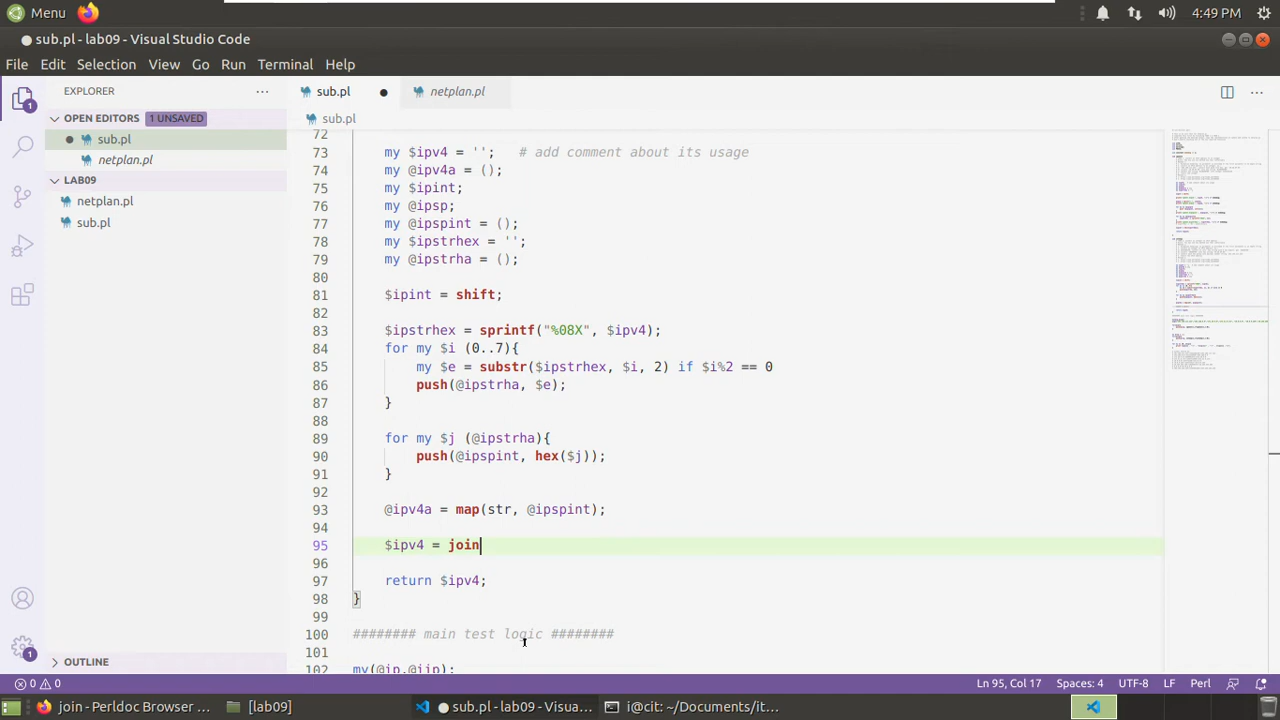 Menu
4:49 PM
sub.pl - lab09 - Visual Studio Code
File Edit Selection View Go Run Terminal Help
EXPLORER
sub.pl
netplan.pl
OPEN EDITORS 1 UNSAVED
sub.pl
sub.pl
netplan.pl
LAB09
netplan.pl
sub.pl
72
73 my $ipv4 = ''; # add comment about its usage
74 my @ipv4a = ();
75 my $ipint;
76 my @ipsp;
77 my @ipspint = ();
78 my $ipstrhex = '';
79 my @ipstrha = ();
80
81 $ipint = shift;
82
83 $ipstrhex = sprintf("%08X", $ipv4);
84 for my $i (0..7){
85 my $e = substr($ipstrhex, $i, 2) if $i%2 == 0
86 push(@ipstrha, $e);
87 }
88
89 for my $j (@ipstrha){
90 push(@ipspint, hex($j));
91 }
92
93 @ipv4a = map(str, @ipspint);
94
95 $ipv4 = join
96
97 return $ipv4;
98 }
99
100 ######## main test logic ########
101
102 my(@ip,@iip);
OUTLINE
1
1
0 0
Ln 95, Col 17 Spaces: 4 UTF-8 LF Perl
join - Perldoc Browser ...
[lab09]
sub.pl - lab09 - Visua...
i@cit: ~/Documents/it...